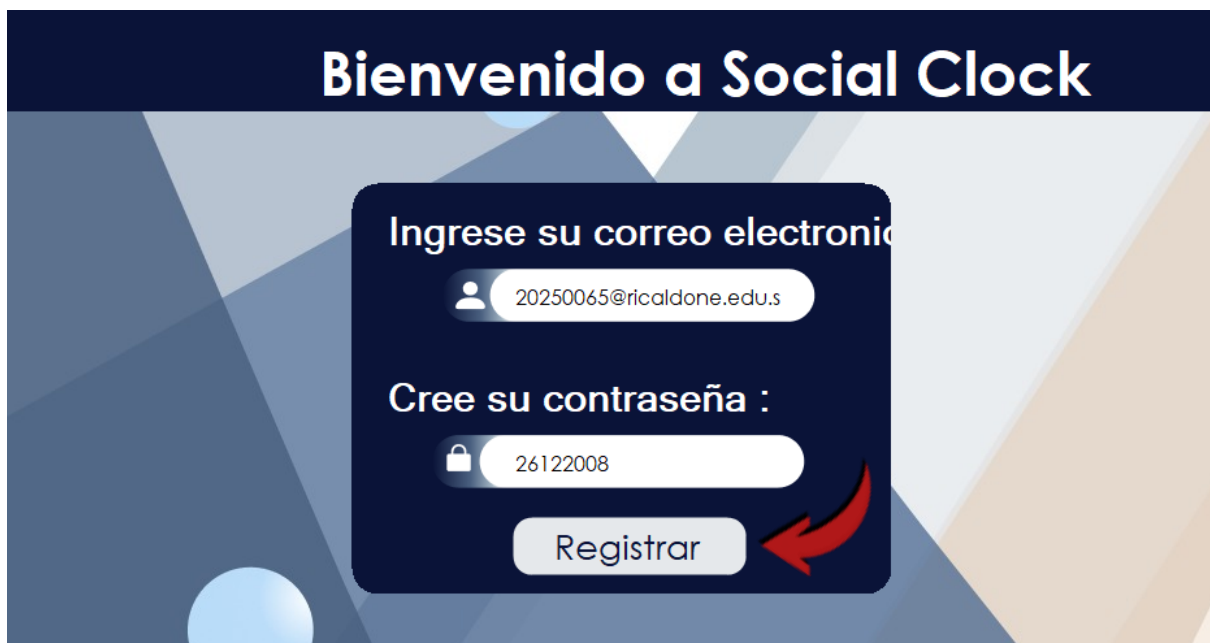 Bienvenido a Social Clock
Ingrese su correo electronic
20250065@ricaldone.edu.s
Cree su contraseña :
26122008
Registrar